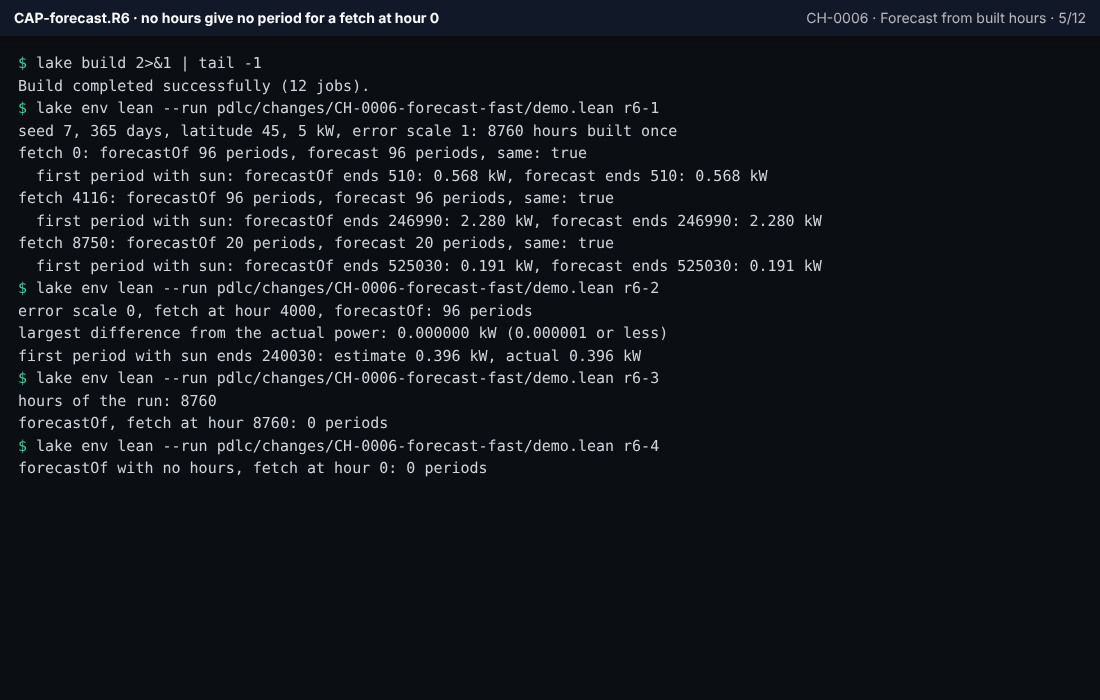 CAP-forecast.R6 · no hours give no period for a fetch at hour 0
CH-0006 · Forecast from built hours · 5/12
$ lake build 2>&1 | tail -1
Build completed successfully (12 jobs).
$ lake env lean --run pdlc/changes/CH-0006-forecast-fast/demo.lean r6-1
seed 7, 365 days, latitude 45, 5 kW, error scale 1: 8760 hours built once
fetch 0: forecastOf 96 periods, forecast 96 periods, same: true
  first period with sun: forecastOf ends 510: 0.568 kW, forecast ends 510: 0.568 kW
fetch 4116: forecastOf 96 periods, forecast 96 periods, same: true
  first period with sun: forecastOf ends 246990: 2.280 kW, forecast ends 246990: 2.280 kW
fetch 8750: forecastOf 20 periods, forecast 20 periods, same: true
  first period with sun: forecastOf ends 525030: 0.191 kW, forecast ends 525030: 0.191 kW
$ lake env lean --run pdlc/changes/CH-0006-forecast-fast/demo.lean r6-2
error scale 0, fetch at hour 4000, forecastOf: 96 periods
largest difference from the actual power: 0.000000 kW (0.000001 or less)
first period with sun ends 240030: estimate 0.396 kW, actual 0.396 kW
$ lake env lean --run pdlc/changes/CH-0006-forecast-fast/demo.lean r6-3
hours of the run: 8760
forecastOf, fetch at hour 8760: 0 periods
$ lake env lean --run pdlc/changes/CH-0006-forecast-fast/demo.lean r6-4
forecastOf with no hours, fetch at hour 0: 0 periods